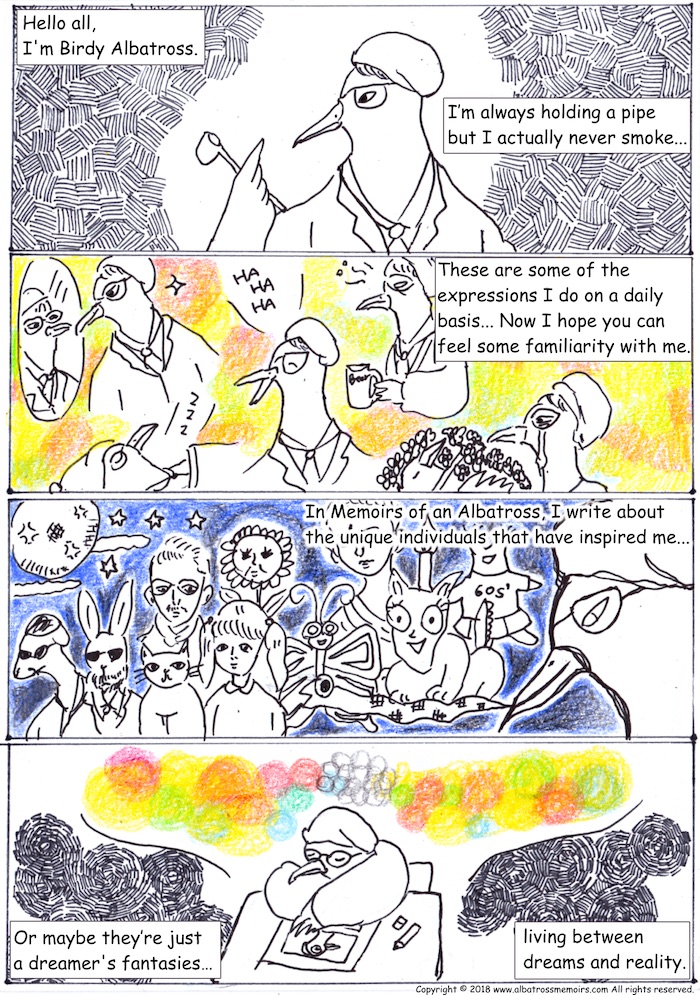 Hello all,
I'm Birdy Albatross.
I'm always holding a pipe
but I actually never smoke...
HA
HA
HA
These are some of the
expressions I do on a daily
basis... Now I hope you can
feel some familiarity with me.
Beer
Z
Z
Z
In Memoirs of an Albatross, I write about
the unique individuals that have inspired me...
60s'
Or maybe they're just
a dreamer's fantasies...
living between
dreams and reality.
Copyright © 2018 www.albatrossmemoirs.com All rights reserved.